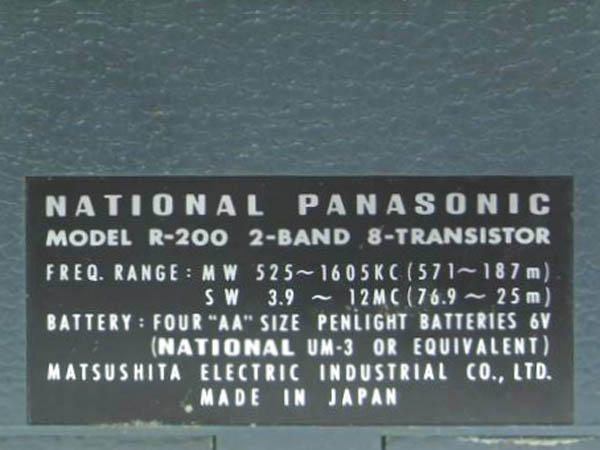 NATIONAL PANASONIC
MODEL R-200 2-BAND 8-TRANSISTOR
FREQ. RANGE: MW 525~1605KC (571~187m)
SW 3.9 ~ 12MC (76.9~25m)
BATTERY: FOUR "AA" SIZE PENLIGHT BATTERIES 6V
(NATIONAL UM-3 OR EQUIVALENT)
MATSUSHITA ELECTRIC INDUSTRIAL CO., LTD.
MADE IN JAPAN